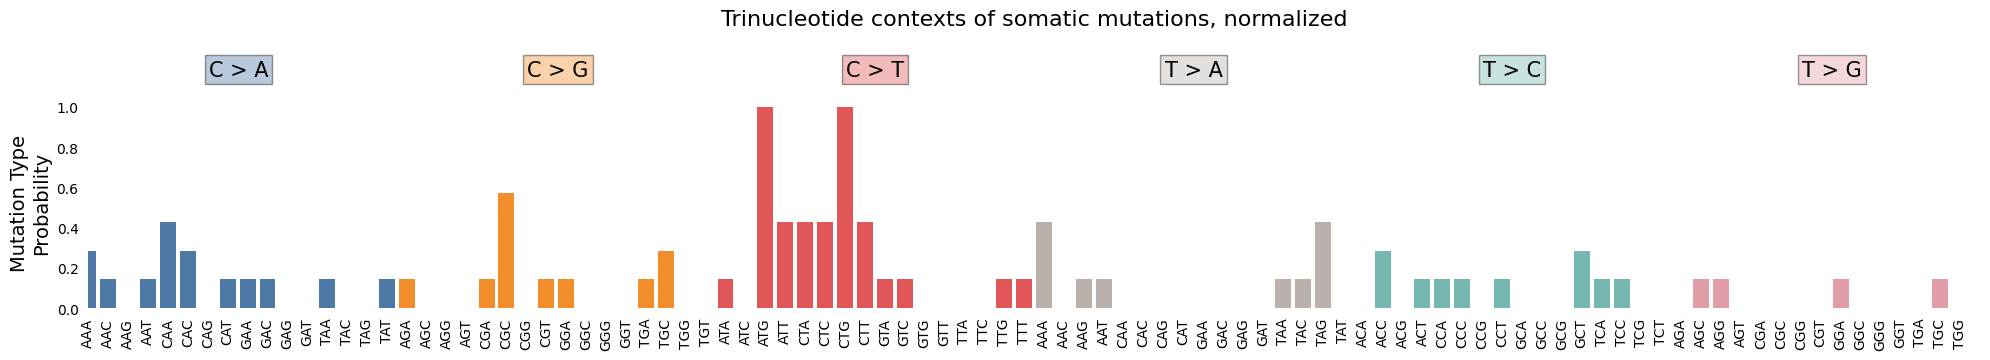 Trinucleotide contexts of somatic mutations, normalized
C > A
C > G
C > T
T > A
T > C
T > G
Mutation Type
Probability
1.0
0.8
0.6
0.4
0.2
0.0
AAA
AAC
AAG
AAT
CAA
CAC
CAG
CAT
GAA
GAC
GAG
GAT
TAA
TAC
TAG
TAT
AGA
AGC
AGG
AGT
CGA
CGC
CGG
CGT
GGA
GGC
GGG
GGT
TGA
TGC
TGG
TGT
ATA
ATC
ATG
ATT
CTA
CTC
CTG
CTT
GTA
GTC
GTG
GTT
TTA
TTC
TTG
TTT
AAA
AAC
AAG
AAT
CAA
CAC
CAG
CAT
GAA
GAC
GAG
GAT
TAA
TAC
TAG
TAT
ACA
ACC
ACG
ACT
CCA
CCC
CCG
CCT
GCA
GCC
GCG
GCT
TCA
TCC
TCG
TCT
AGA
AGC
AGG
AGT
CGA
CGC
CGG
CGT
GGA
GGC
GGG
GGT
TGA
TGC
TGG